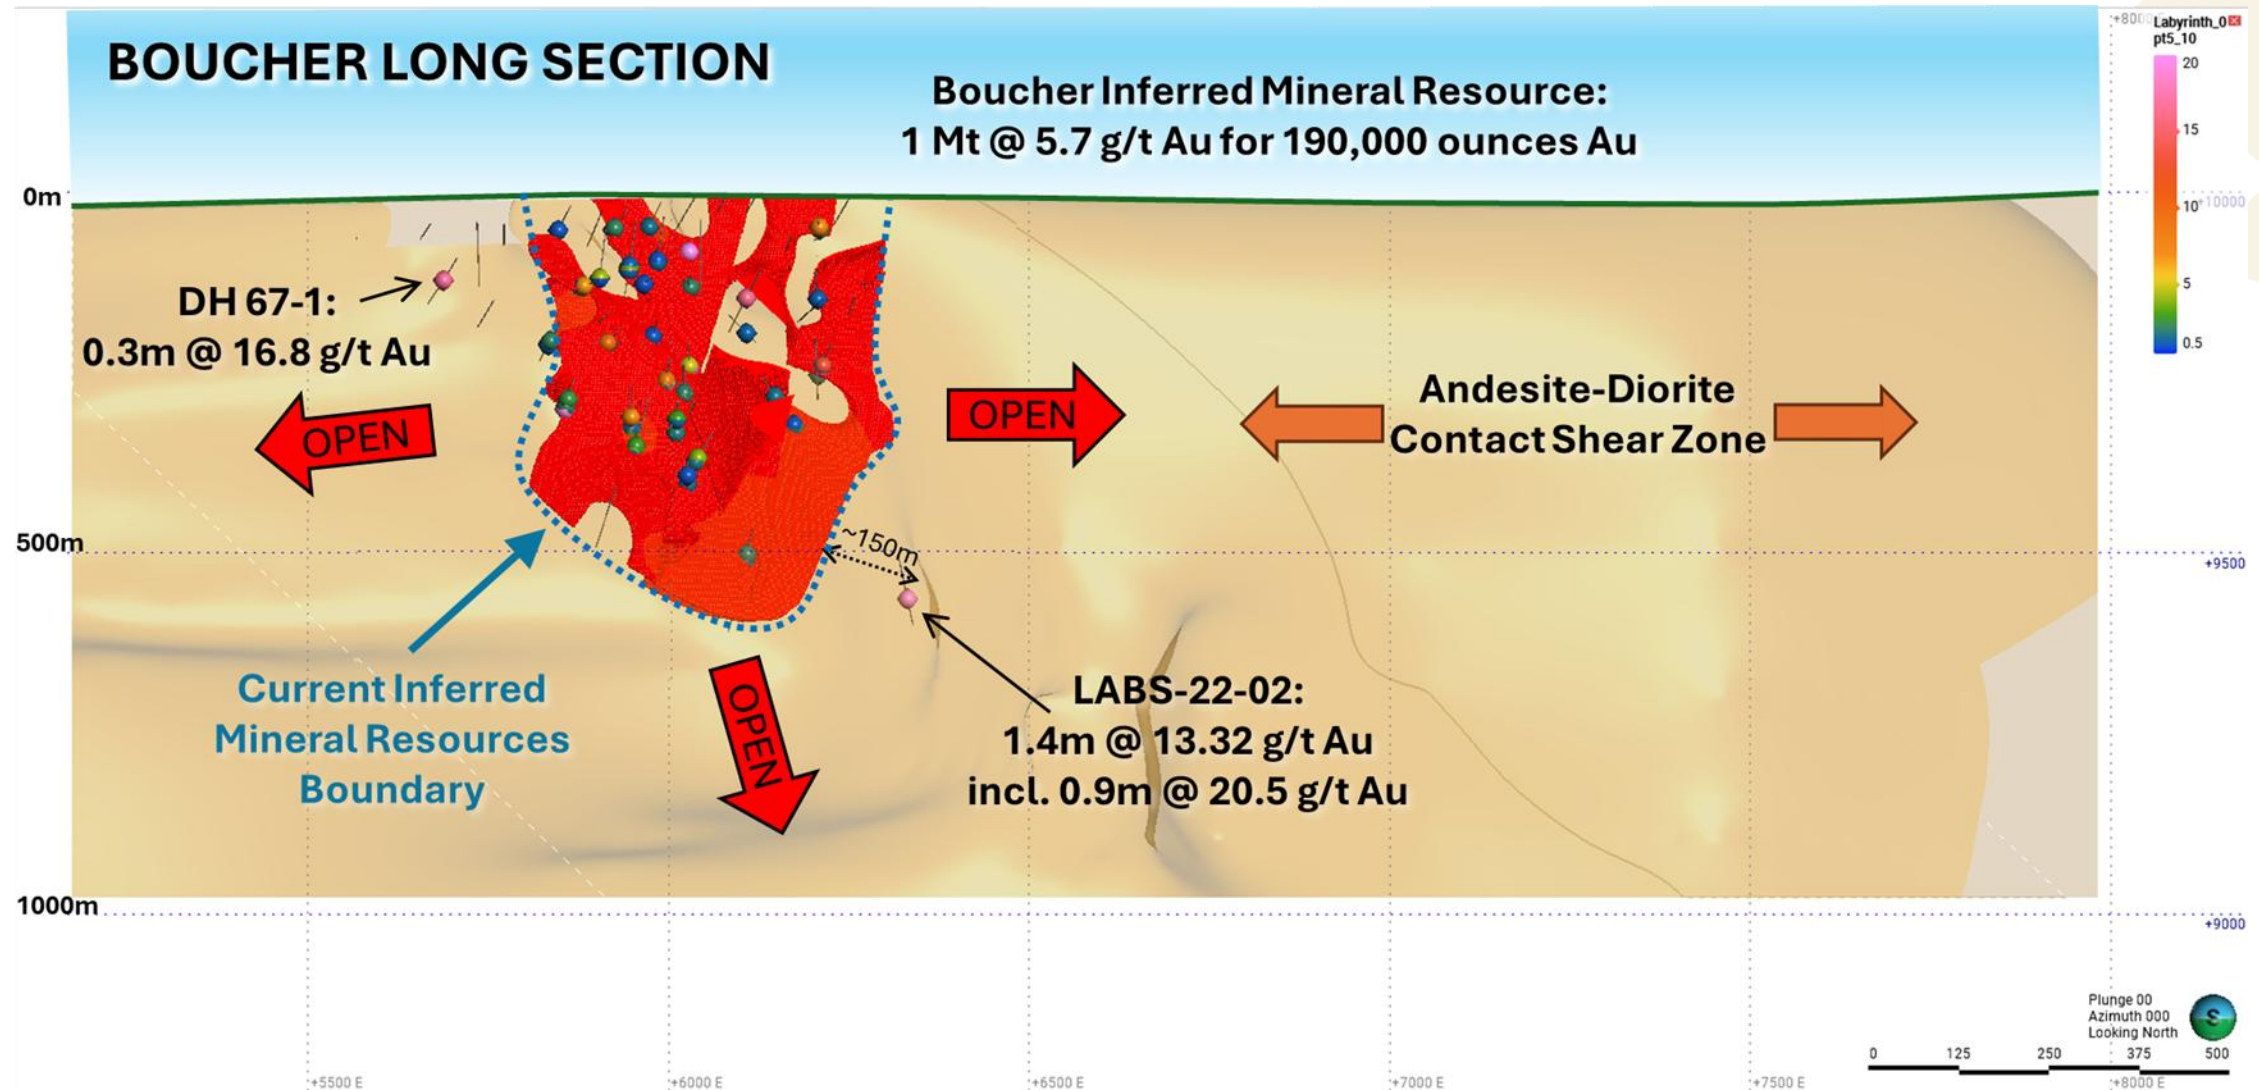 BOUCHER LONG SECTION
Boucher Inferred Mineral Resource:
1 Mt @ 5.7 g/t Au for 190,000 ounces Au
+8000 E
Labyrinth_0
pt5_10
20
15
10
5
0.5
0m
+10000
DH 67-1:
0.3m @ 16.8 g/t Au
OPEN
OPEN
Andesite-Diorite
Contact Shear Zone
500m
~150m
+9500
Current Inferred
Mineral Resources
Boundary
OPEN
LABS-22-02:
1.4m @ 13.32 g/t Au
incl. 0.9m @ 20.5 g/t Au
1000m
+9000
Plunge 00
Azimuth 000
Looking North
S
0 125 250 375 500
+5500 E +6000 E +6500 E +7000 E +7500 E +8000 E